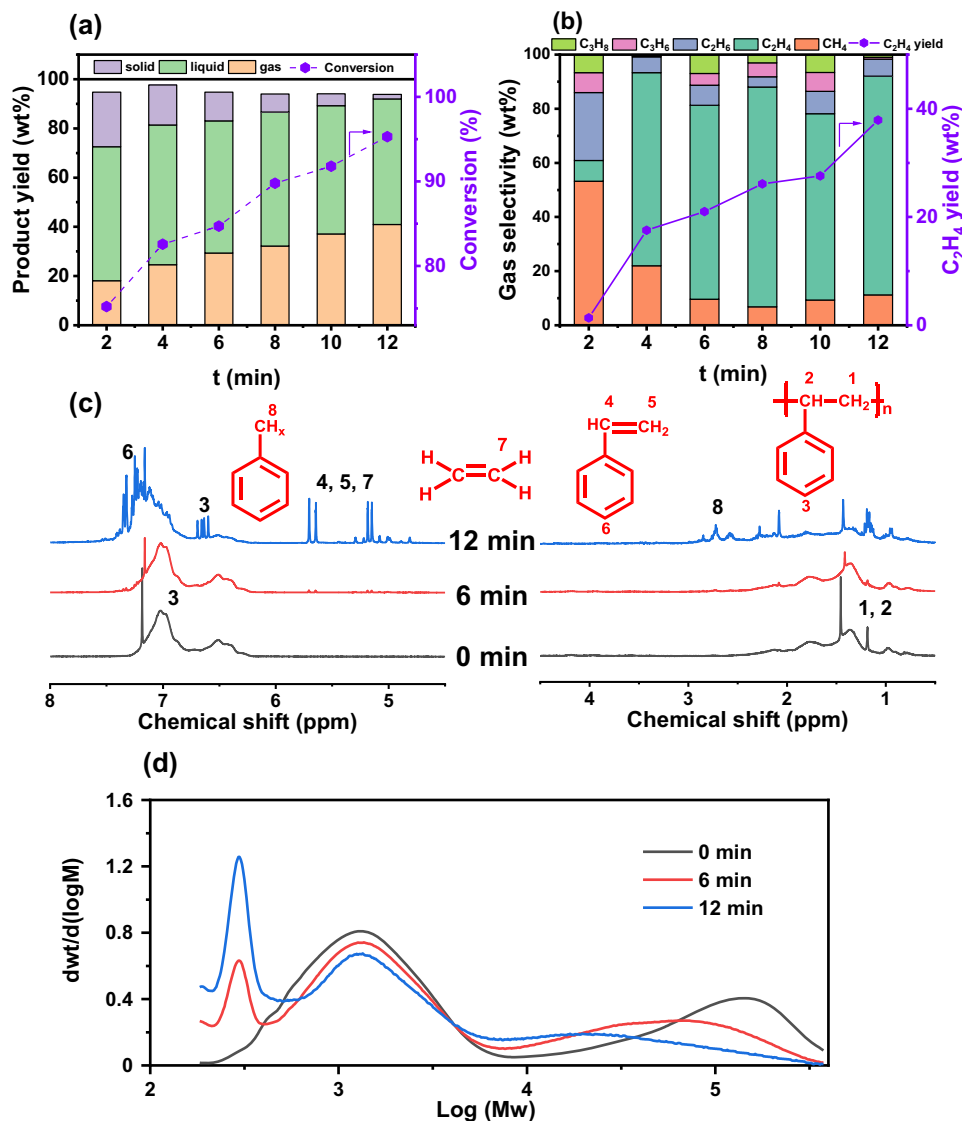 (a)
solid liquid gas Conversion
Product yield (wt%)
100
80
60
40
20
0
2 4 6 8 10 12
t (min)
100
90
80
Conversion (%)
(b)
C₃H₈ C₃H₆ C₂H₆ C₂H₄ CH₄ C₂H₄ yield
Gas selectivity (wt%)
100
80
60
40
20
0
2 4 6 8 10 12
t (min)
40
20
0
C₂H₄ yield (wt%)
(c)
8
CHₓ
7
H H
C C
H H
4 5
CH CH₂
6
2 1
CH CH₂
n
3
6
3
4, 5, 7
12 min
8
6 min
3
0 min
1, 2
8 7 6 5
Chemical shift (ppm)
4 3 2 1
Chemical shift (ppm)
(d)
dwt/d(logM)
1.6
1.2
0.8
0.4
0
0 min
6 min
12 min
2 3 4 5
Log (Mw)